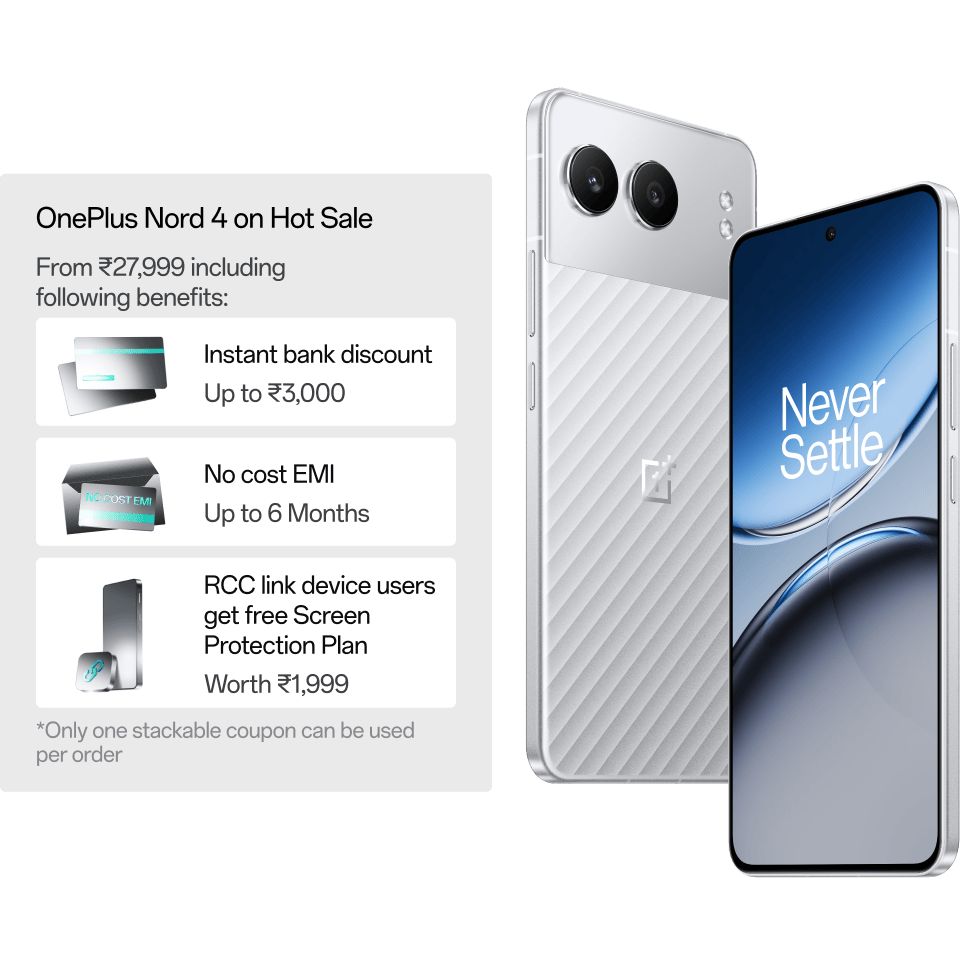 OnePlus Nord 4 on Hot Sale
From ₹27,999 including
following benefits:
Instant bank discount
Up to ₹3,000
NO COST EMI
No cost EMI
Up to 6 Months
RCC link device users
get free Screen
Protection Plan
Worth ₹1,999
*Only one stackable coupon can be used
per order
Never
Settle